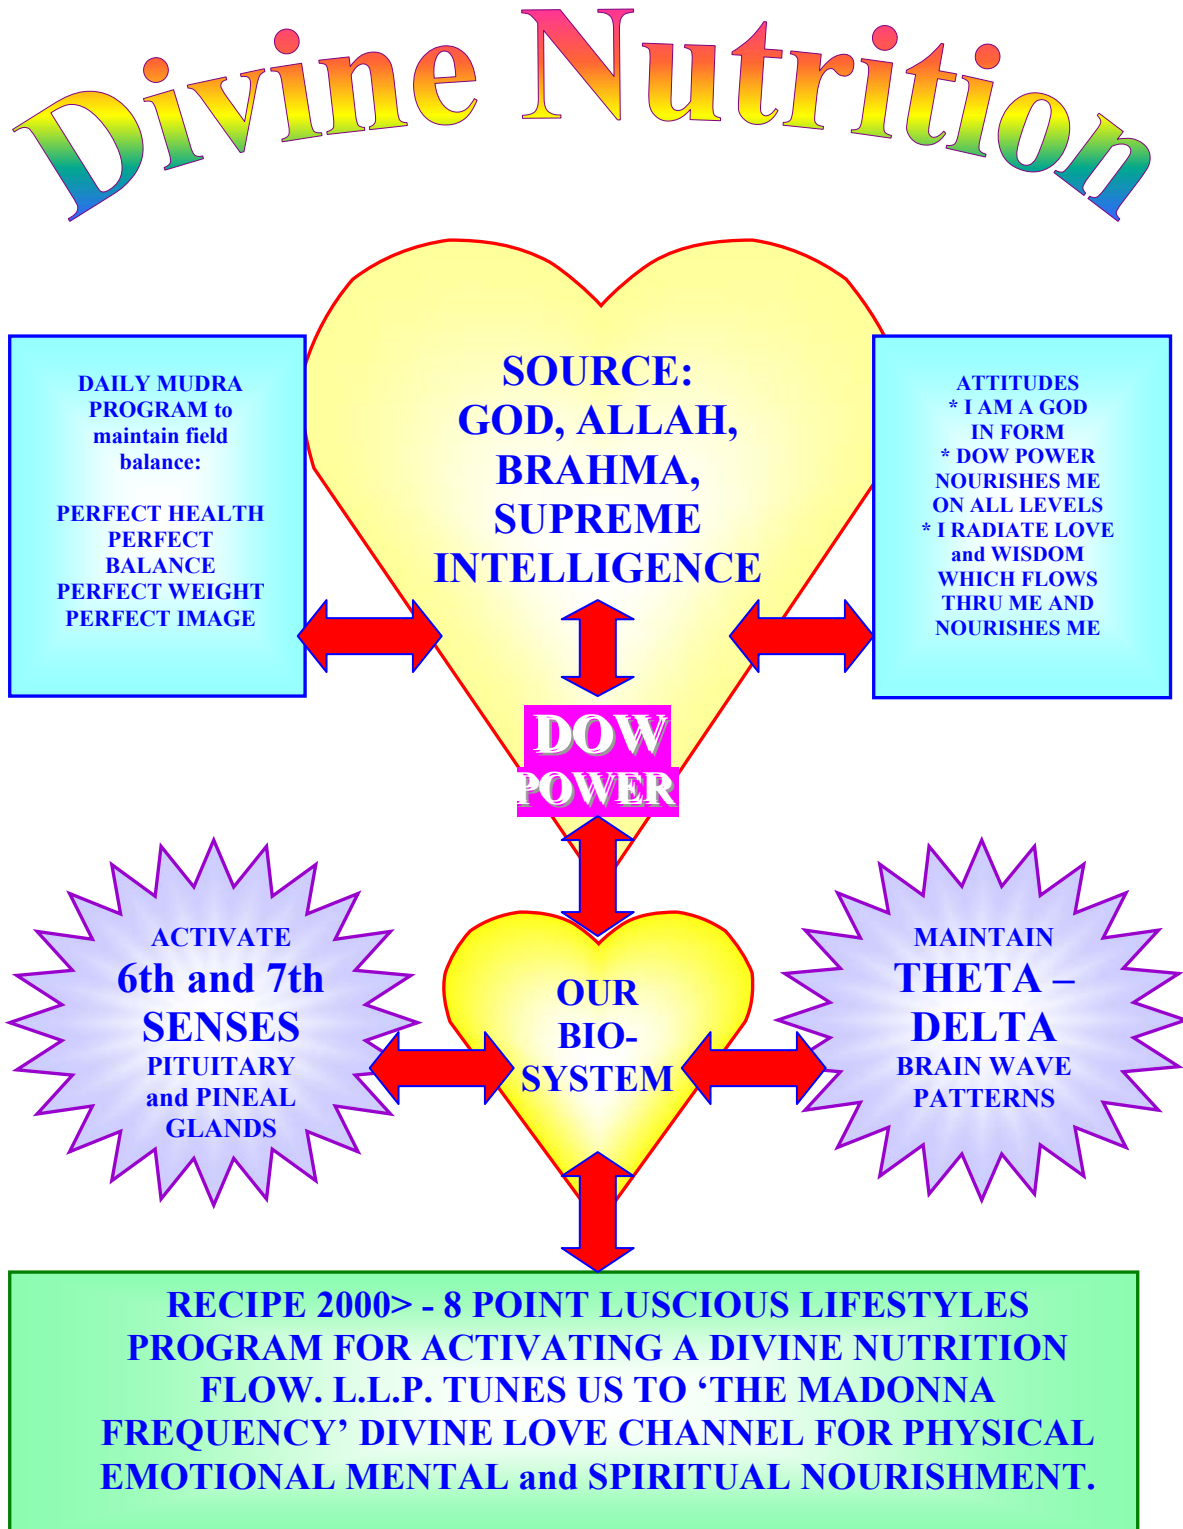 Divine Nutrition
DAILY MUDRA
PROGRAM to
maintain field
balance:
PERFECT HEALTH
PERFECT
BALANCE
PERFECT WEIGHT
PERFECT IMAGE
SOURCE:
GOD, ALLAH,
BRAHMA,
SUPREME
INTELLIGENCE
ATTITUDES
* I AM A GOD
IN FORM
* DOW POWER
NOURISHES ME
ON ALL LEVELS
* I RADIATE LOVE
and WISDOM
WHICH FLOWS
THRU ME AND
NOURISHES ME
DOW
POWER
ACTIVATE
6th and 7th
SENSES
PITUITARY
and PINEAL
GLANDS
OUR
BIO-
SYSTEM
MAINTAIN
THETA –
DELTA
BRAIN WAVE
PATTERNS
RECIPE 2000> - 8 POINT LUSCIOUS LIFESTYLES
PROGRAM FOR ACTIVATING A DIVINE NUTRITION
FLOW. L.L.P. TUNES US TO ‘THE MADONNA
FREQUENCY’ DIVINE LOVE CHANNEL FOR PHYSICAL
EMOTIONAL MENTAL and SPIRITUAL NOURISHMENT.